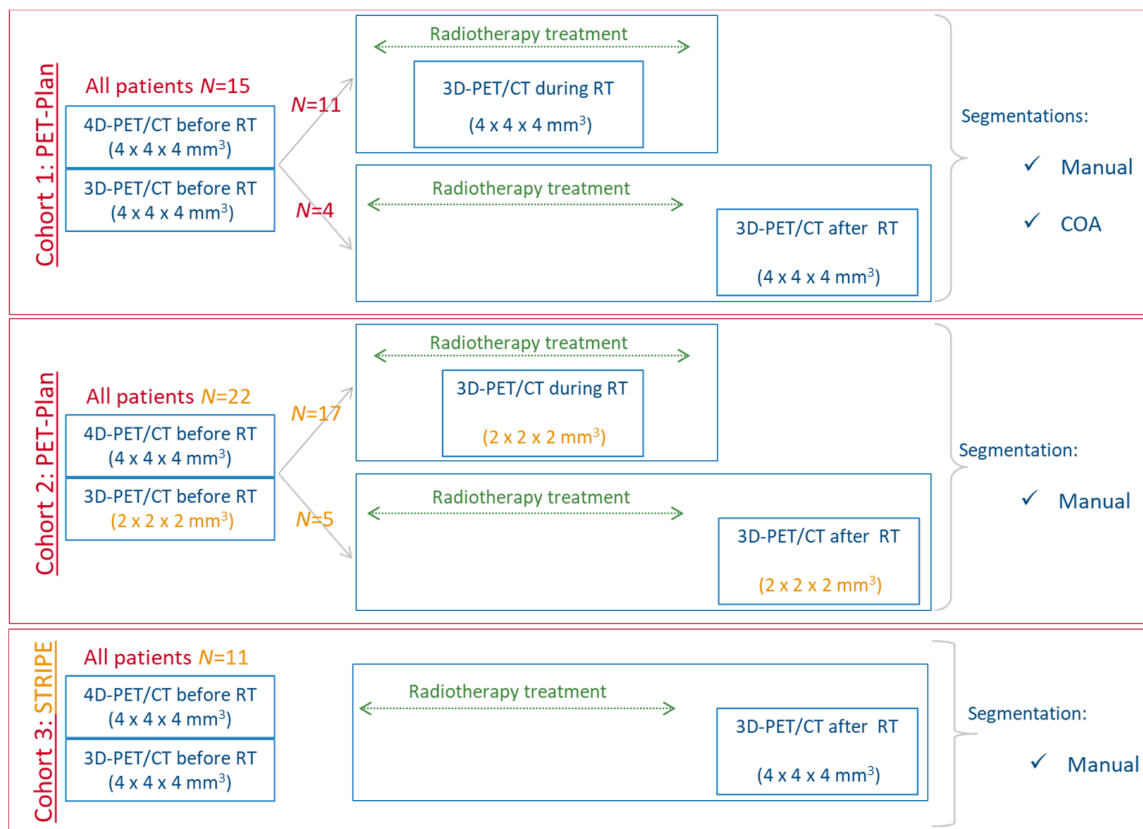 Cohort 1: PET-Plan
All patients N=15
4D-PET/CT before RT
(4 x 4 x 4 mm³)
3D-PET/CT before RT
(4 x 4 x 4 mm³)
N=11
N=4
Radiotherapy treatment
3D-PET/CT during RT
(4 x 4 x 4 mm³)
Radiotherapy treatment
3D-PET/CT after RT
(4 x 4 x 4 mm³)
Segmentations:
✓ Manual
✓ COA
Cohort 2: PET-Plan
All patients N=22
4D-PET/CT before RT
(4 x 4 x 4 mm³)
3D-PET/CT before RT
(2 x 2 x 2 mm³)
N=17
N=5
Radiotherapy treatment
3D-PET/CT during RT
(2 x 2 x 2 mm³)
Radiotherapy treatment
3D-PET/CT after RT
(2 x 2 x 2 mm³)
Segmentation:
✓ Manual
Cohort 3: STRIPE
All patients N=11
4D-PET/CT before RT
(4 x 4 x 4 mm³)
3D-PET/CT before RT
(4 x 4 x 4 mm³)
Radiotherapy treatment
3D-PET/CT after RT
(4 x 4 x 4 mm³)
Segmentation:
✓ Manual